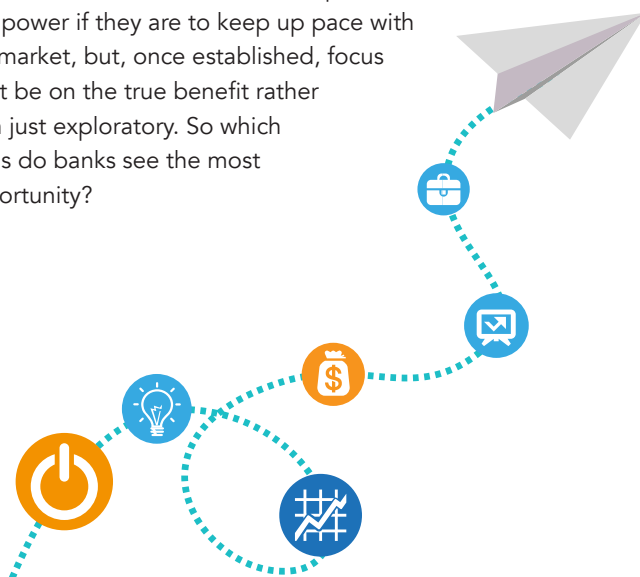 power if they are to keep up pace with
market, but, once established, focus
t be on the true benefit rather
just exploratory. So which
s do banks see the most
ortunity?
$